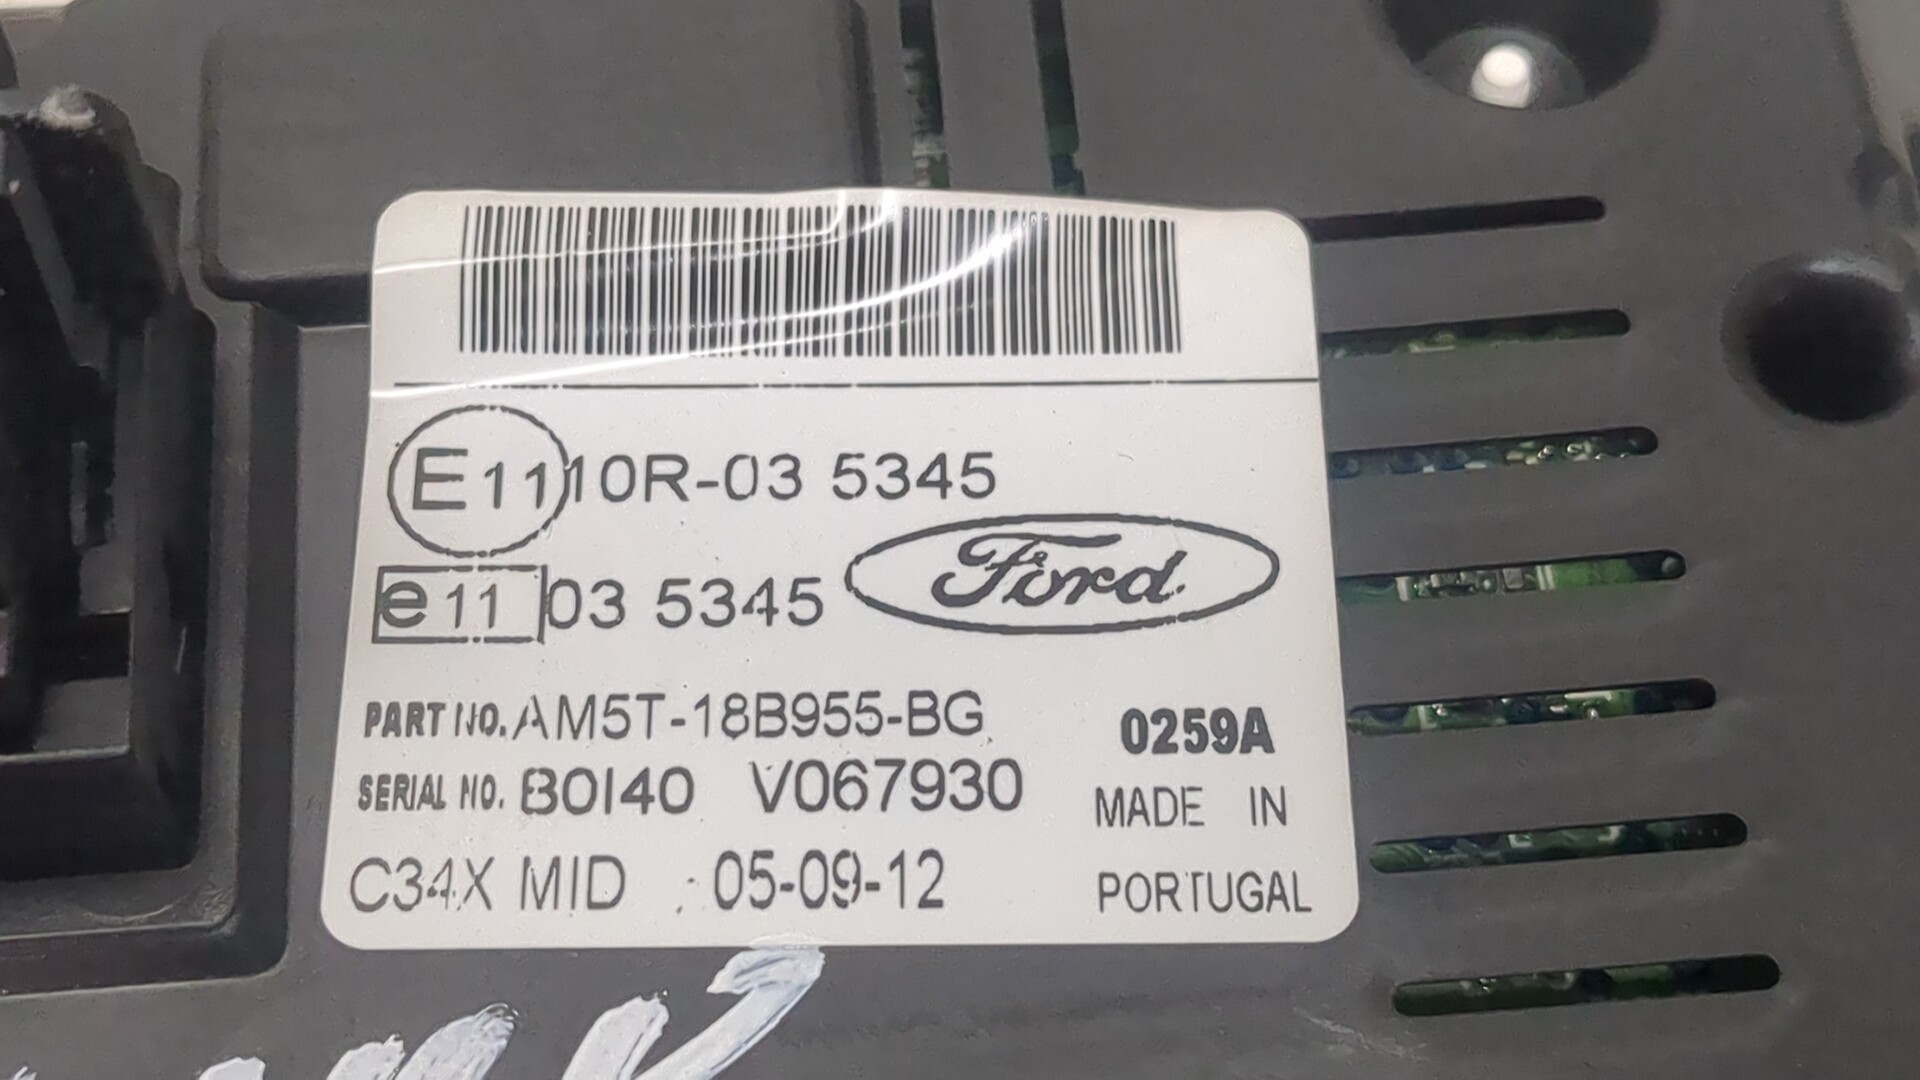 E11 10R-03 5345
e11 03 5345
Ford
PART NO. AM5T-18B955-BG
0259A
SERIAL NO. B0140 V067930
MADE IN
C34X MID : 05-09-12
PORTUGAL